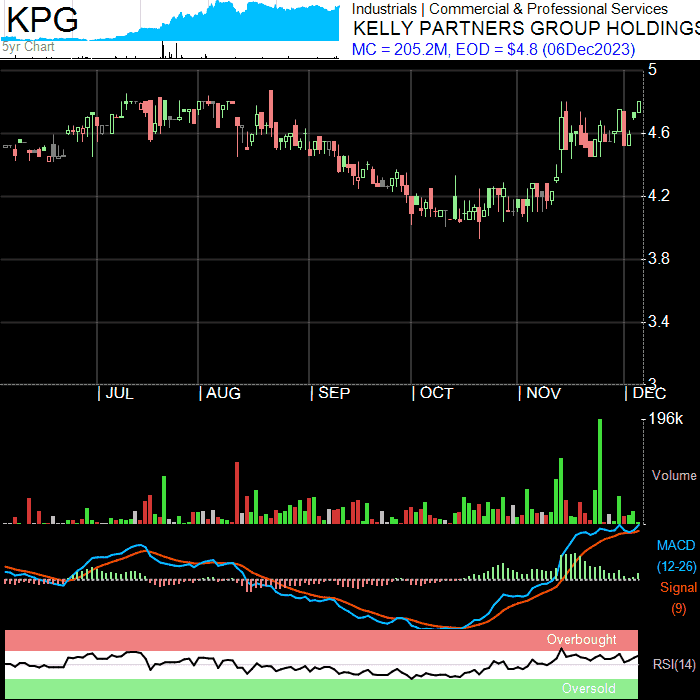 KPG
5yr Chart
Industrials | Commercial & Professional Services
KELLY PARTNERS GROUP HOLDINGS
MC = 205.2M, EOD = $4.8 (06Dec2023)
5
4.6
4.2
3.8
3.4
3
| JUL | AUG | SEP | OCT | NOV | DEC
196k
Volume
MACD
(12-26)
Signal
(9)
Overbought
RSI(14)
Oversold